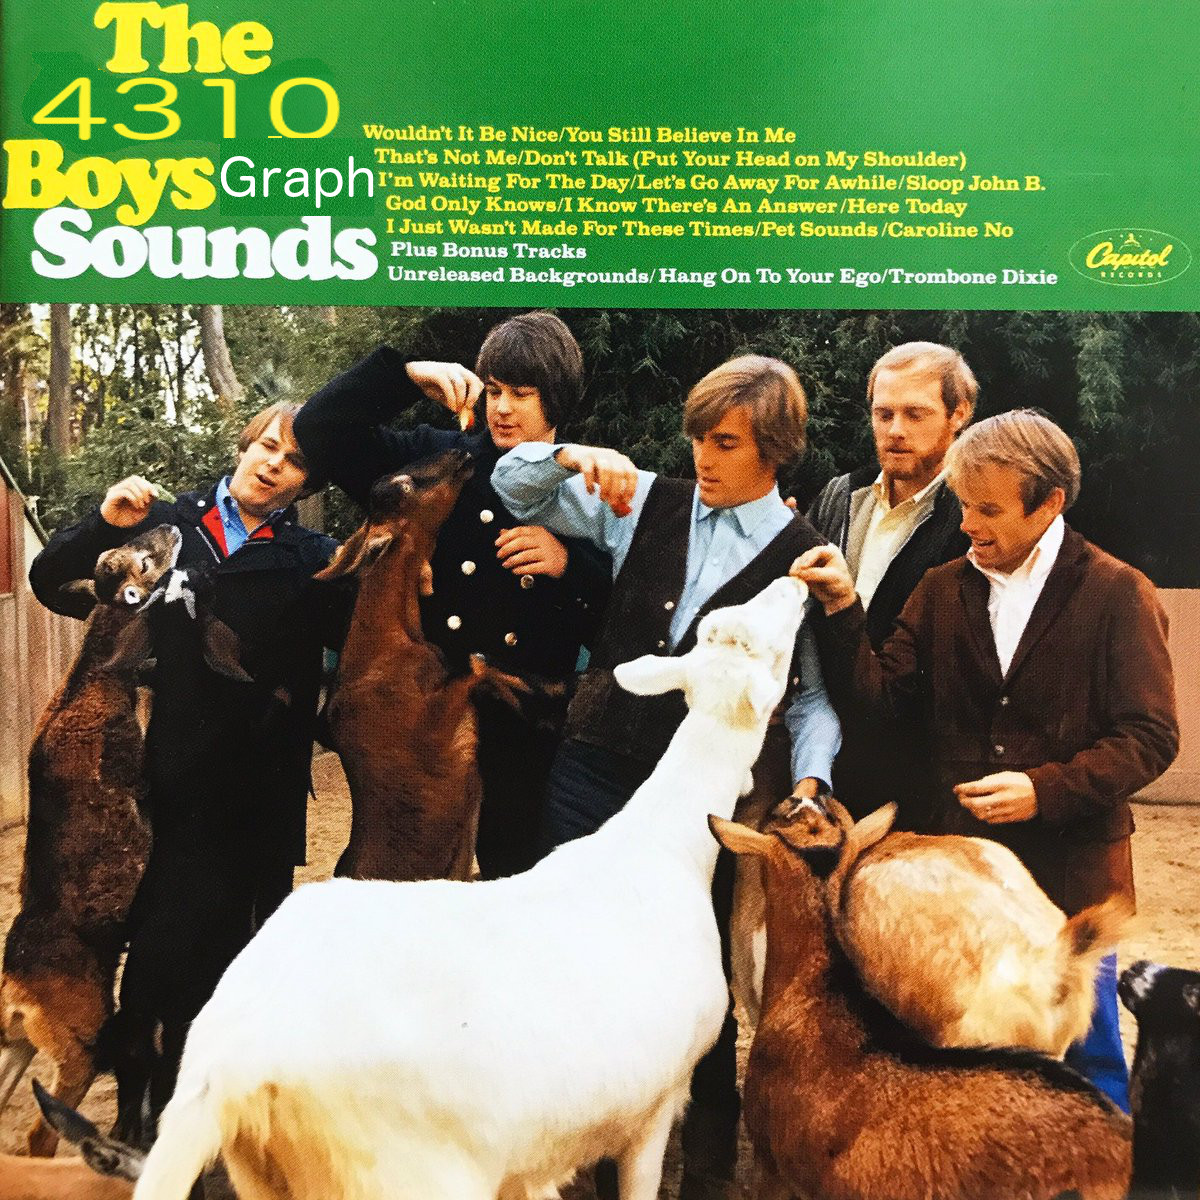 The
4310
Boys Graph
Sounds
Wouldn't It Be Nice/You Still Believe In Me
That's Not Me/Don't Talk (Put Your Head on My Shoulder)
I'm Waiting For The Day/Let's Go Away For Awhile/Sloop John B.
God Only Knows/I Know There's An Answer/Here Today
I Just Wasn't Made For These Times/Pet Sounds/Caroline No
Plus Bonus Tracks
Unreleased Backgrounds/Hang On To Your Ego/Trombone Dixie
Capitol
RECORDS